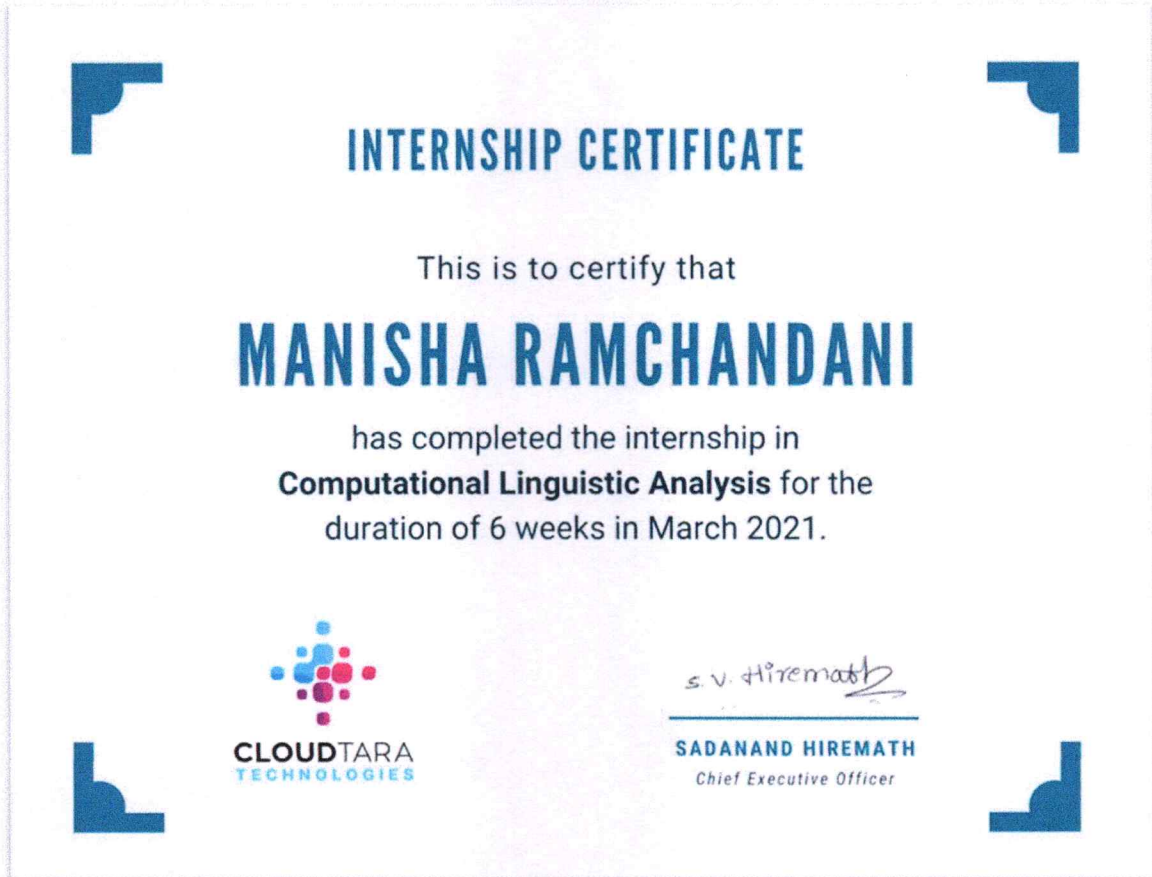 INTERNSHIP CERTIFICATE
This is to certify that
MANISHA RAMCHANDANI
has completed the internship in
Computational Linguistic Analysis for the
duration of 6 weeks in March 2021.
CLOUDTARA
TECHNOLOGIES
S. V. Hiremath
SADANAND HIREMATH
Chief Executive Officer